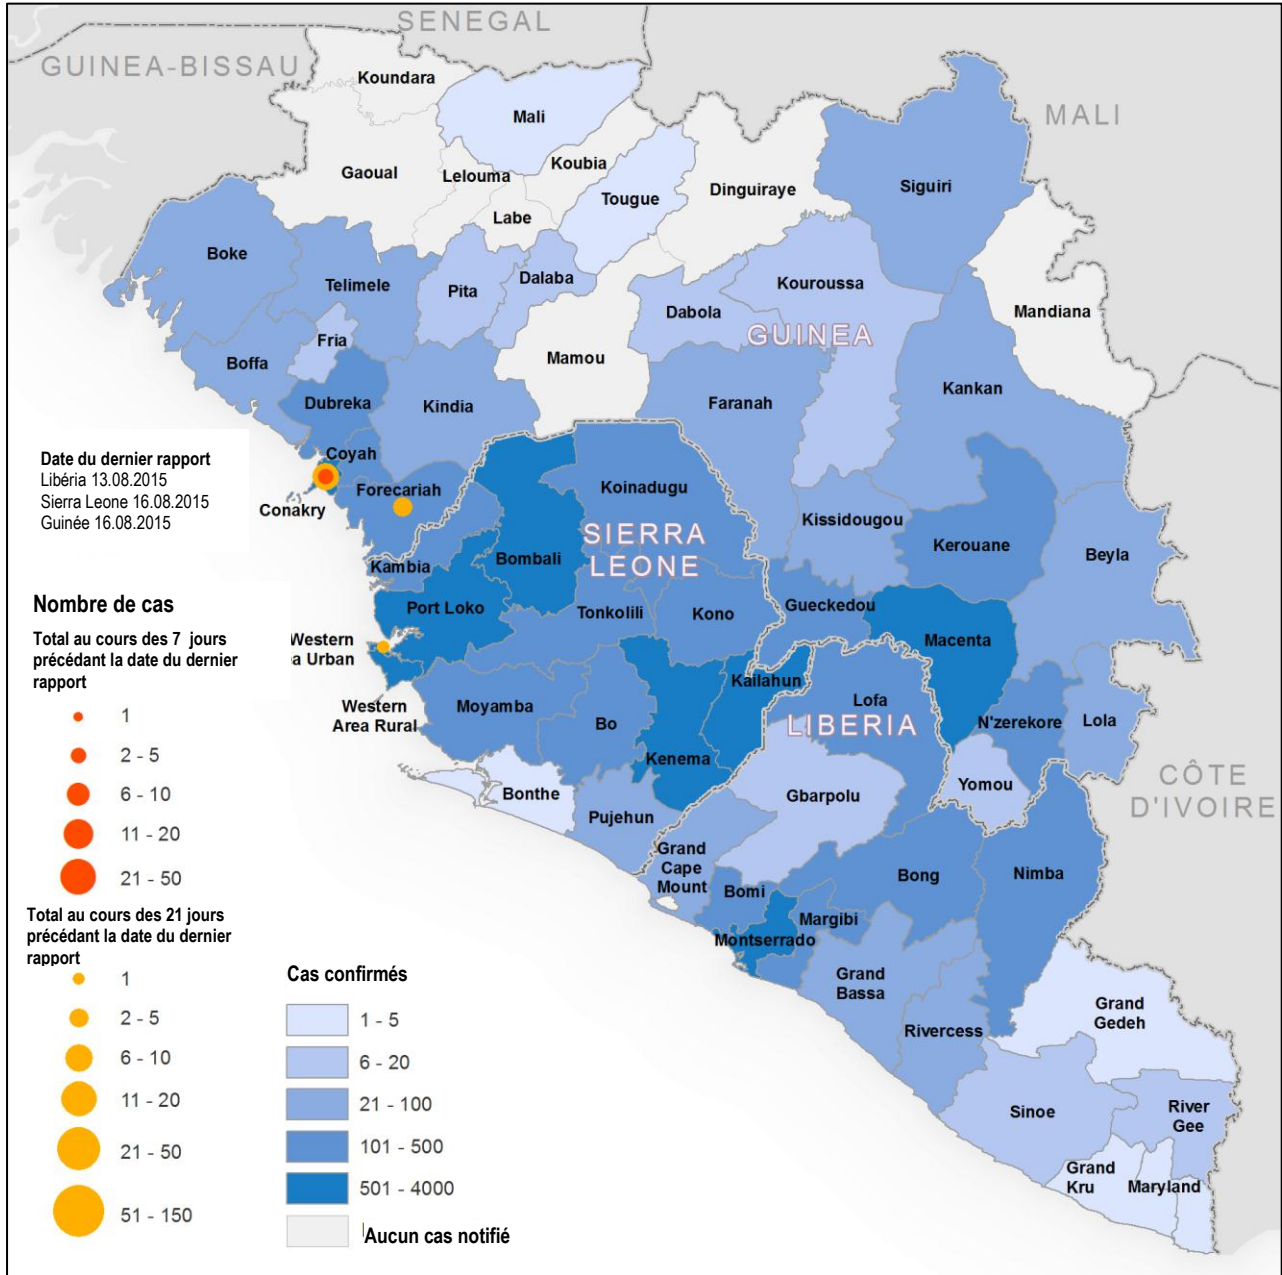 SENEGAL
GUINEA-BISSAU
Koundara
Mali
MALI
Koubia
Gaoual
Lelouma
Dinguiraye
Siguiri
Tougue
Labe
Boke
Telimele
Pita
Dalaba
Kouroussa
Dabola
Mandiana
GUINEA
Fria
Mamou
Boffa
Kankan
Dubreka
Kindia
Faranah
Coyah
Date du dernier rapport
Libéria 13.08.2015
Sierra Leone 16.08.2015
Guinée 16.08.2015
Forecariah
Conakry
Koinadugu
Kissidougou
SIERRA
LEONE
Kerouane
Beyla
Bombali
Kambia
Port Loko
Tonkolili
Kono
Gueckedou
Macenta
Western
a Urban
Kailahun
Western
Area Rural
Moyamba
Bo
Lofa
LIBERIA
N'zerekore
Lola
Kenema
Yomou
CÔTE
D'IVOIRE
Bonthe
Gbarpolu
Pujehun
Grand
Cape
Mount
Bong
Nimba
Bomi
Margibi
Montserrado
Grand
Bassa
Rivercess
Grand
Gedeh
Sinoe
River
Gee
Grand
Kru
Maryland
Nombre de cas
Total au cours des 7 jours
précédant la date du dernier
rapport
1
2 - 5
6 - 10
11 - 20
21 - 50
Total au cours des 21 jours
précédant la date du dernier
rapport
1
2 - 5
6 - 10
11 - 20
21 - 50
51 - 150
Cas confirmés
1 - 5
6 - 20
21 - 100
101 - 500
501 - 4000
Aucun cas notifié